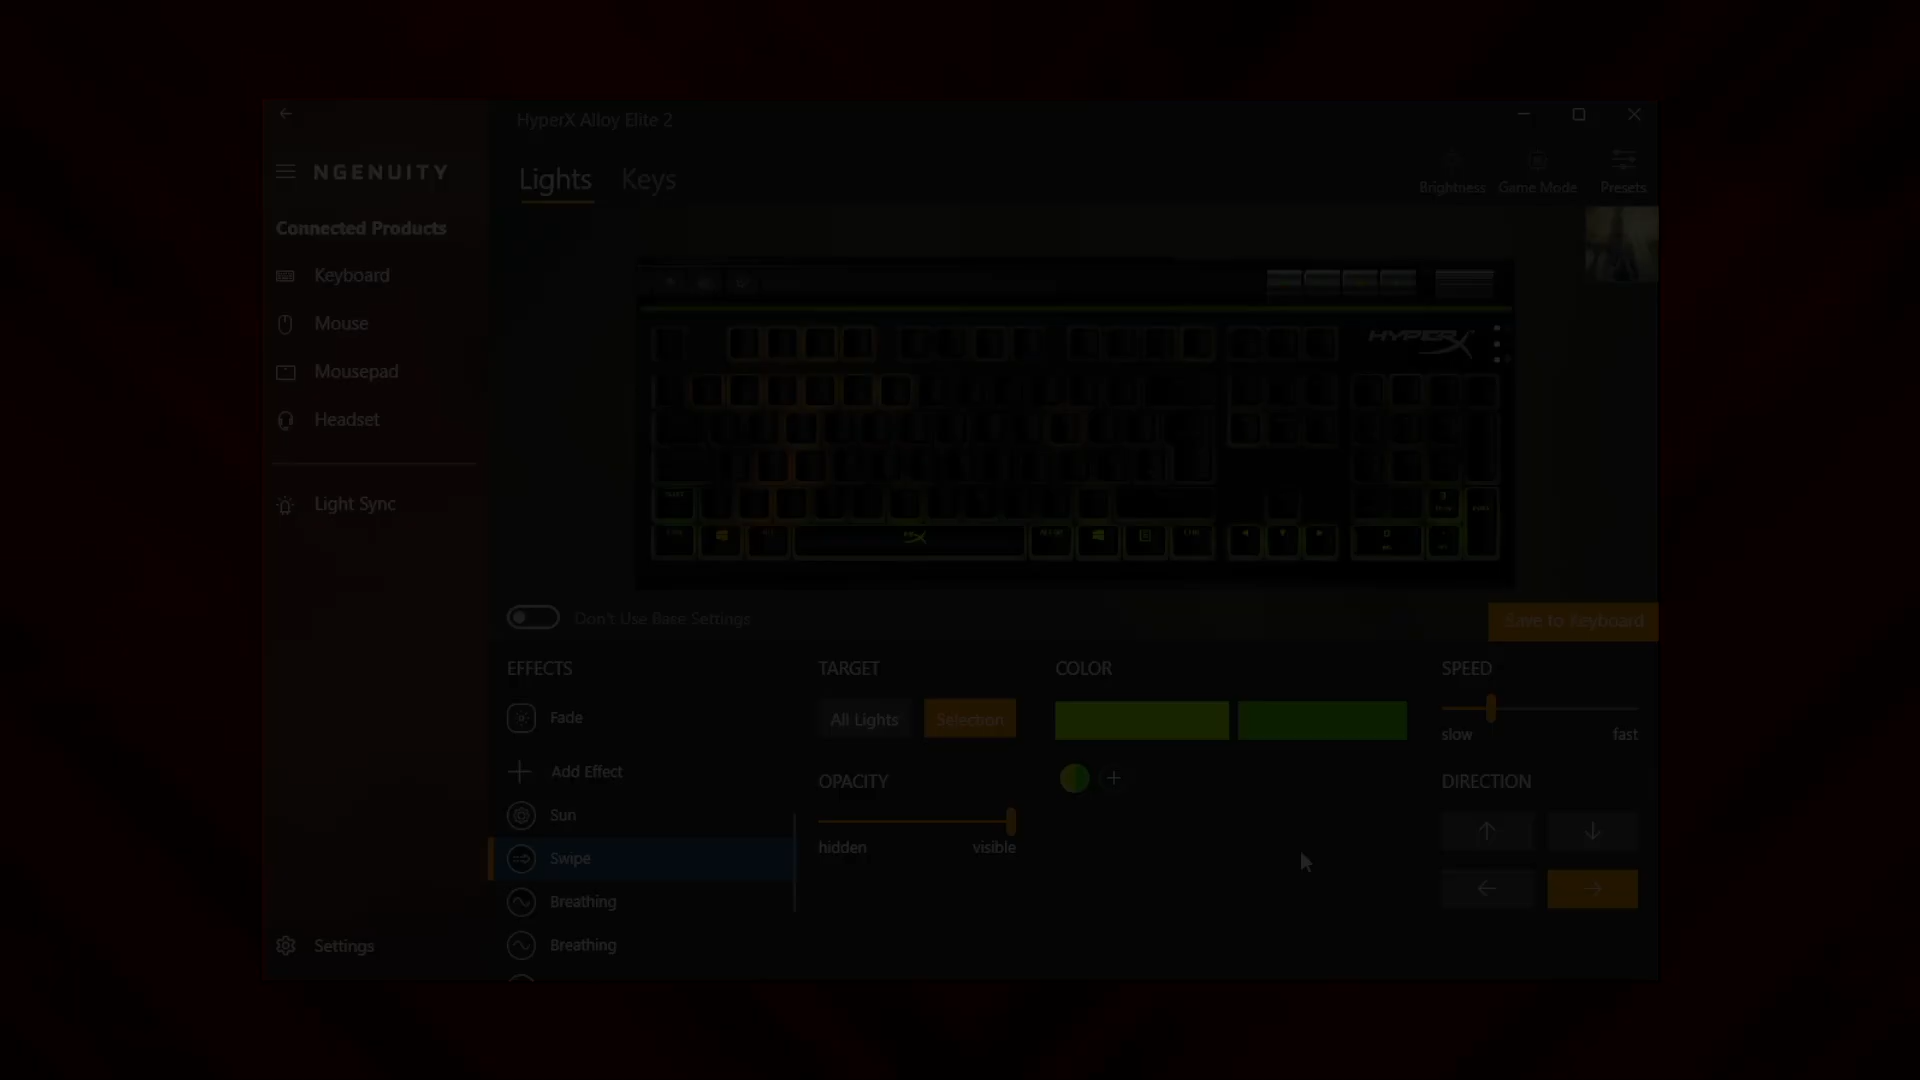 HyperX Alloy Elite 2
NGENUITY
Lights Keys
Brightness Game Mode Presets
Connected Products
Keyboard
Mouse
Mousepad
Headset
Light Sync
Settings
HYPERX
Don't Use Base Settings
Save to Keyboard
EFFECTS
Fade
Add Effect
Sun
Swipe
Breathing
Breathing
TARGET
All Lights Selection
OPACITY
hidden visible
COLOR
SPEED
slow fast
DIRECTION